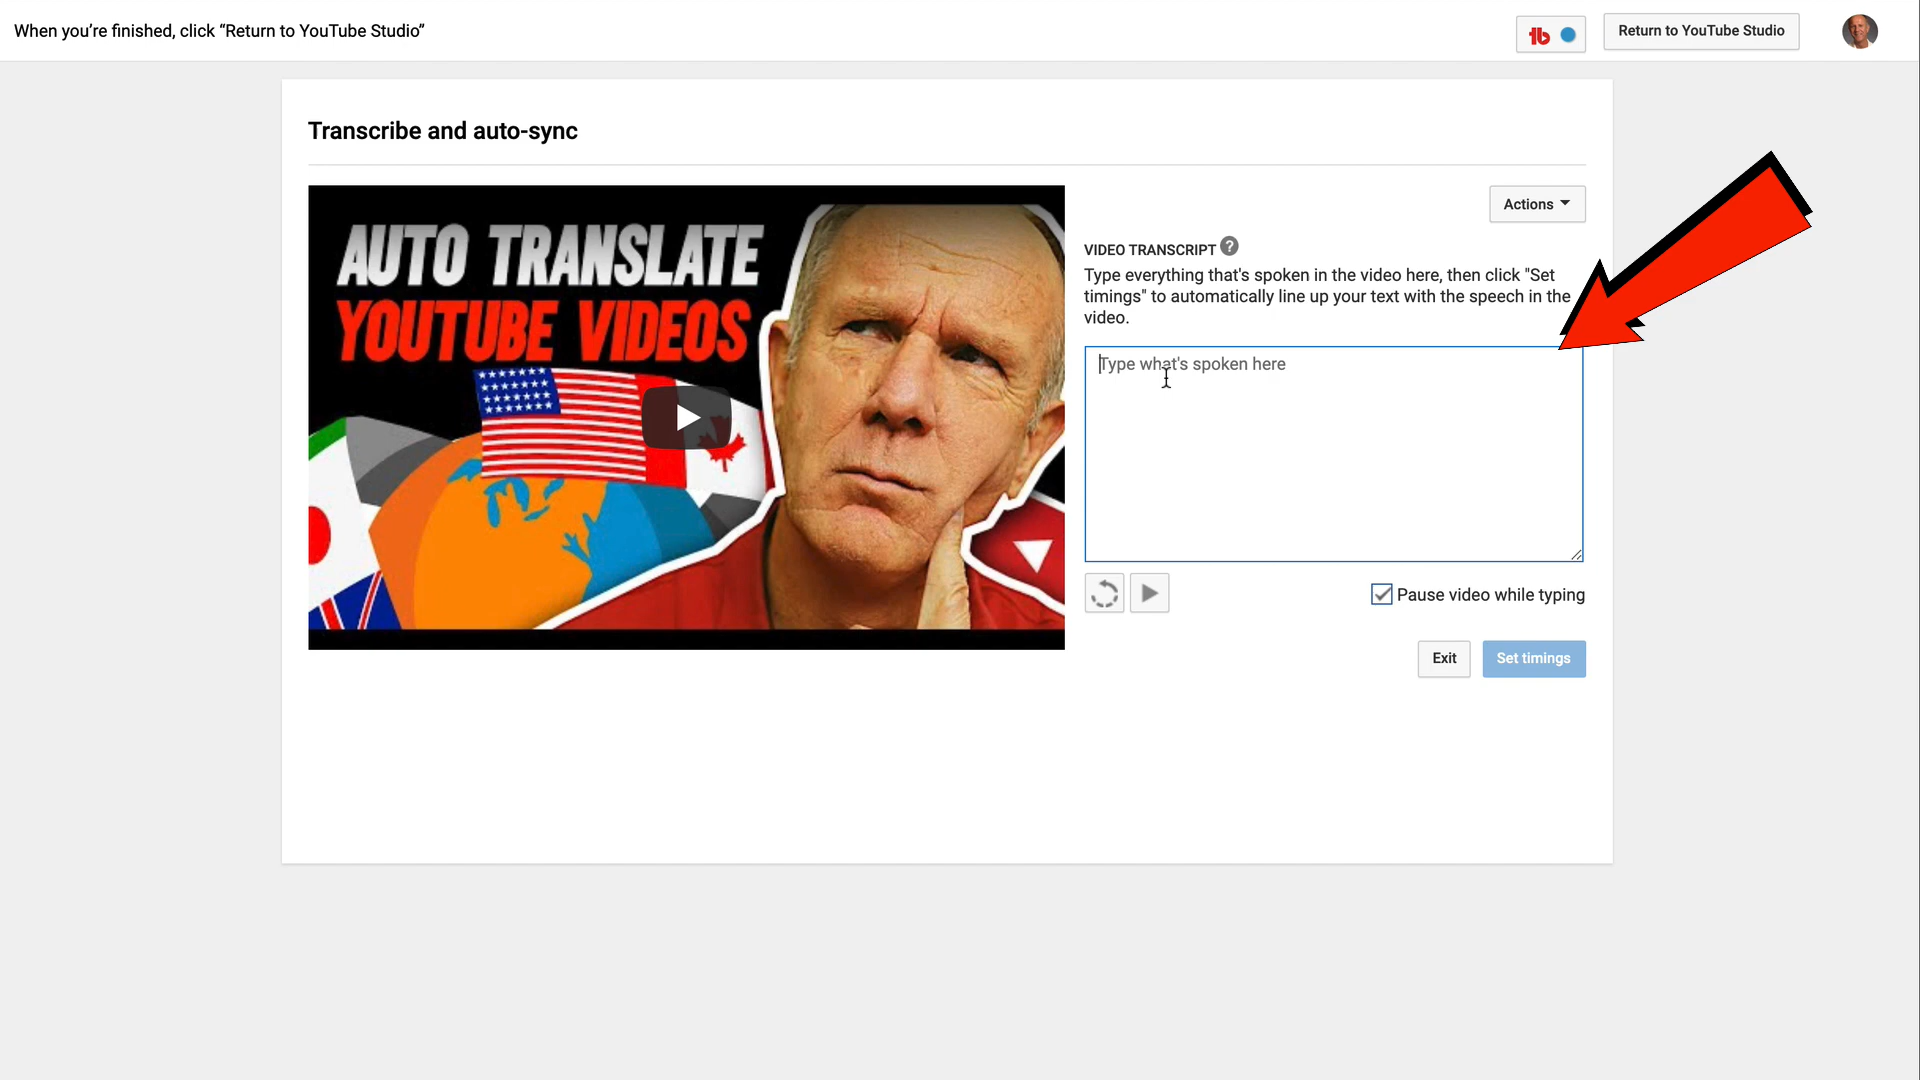 When you're finished, click “Return to YouTube Studio”
tb
Return to YouTube Studio
Transcribe and auto-sync
AUTO TRANSLATE
YOUTUBE VIDEOS
Actions
VIDEO TRANSCRIPT ?
Type everything that's spoken in the video here, then click "Set
timings" to automatically line up your text with the speech in the
video.
Type what's spoken here
Pause video while typing
Exit
Set timings